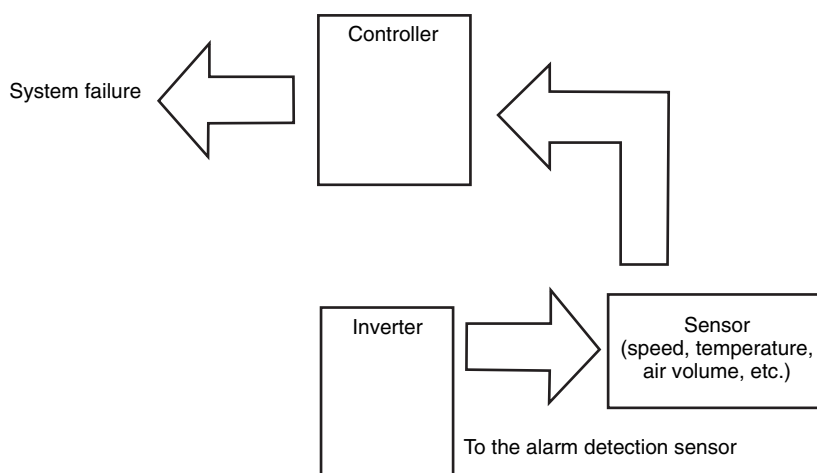 Controller
System failure
Inverter
Sensor
(speed, temperature,
air volume, etc.)
To the alarm detection sensor